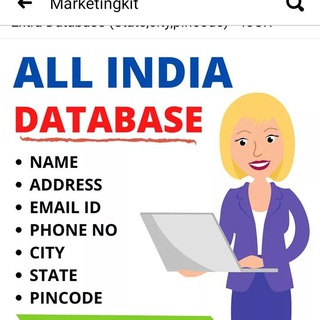 Marketingkit
ALL INDIA
DATABASE
• NAME
• ADDRESS
• EMAIL ID
• PHONE NO
• CITY
• STATE
• PINCODE